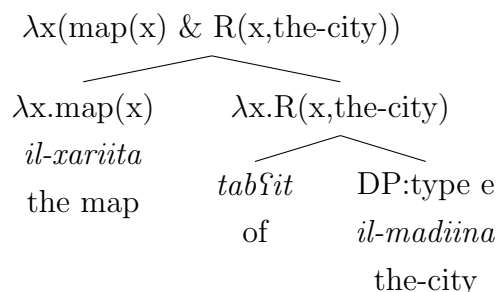 λx(map(x) & R(x,the-city))
λx.map(x) λx.R(x,the-city)
il-xariita
the map
tabʕit DP:type e
of il-madiina
the-city